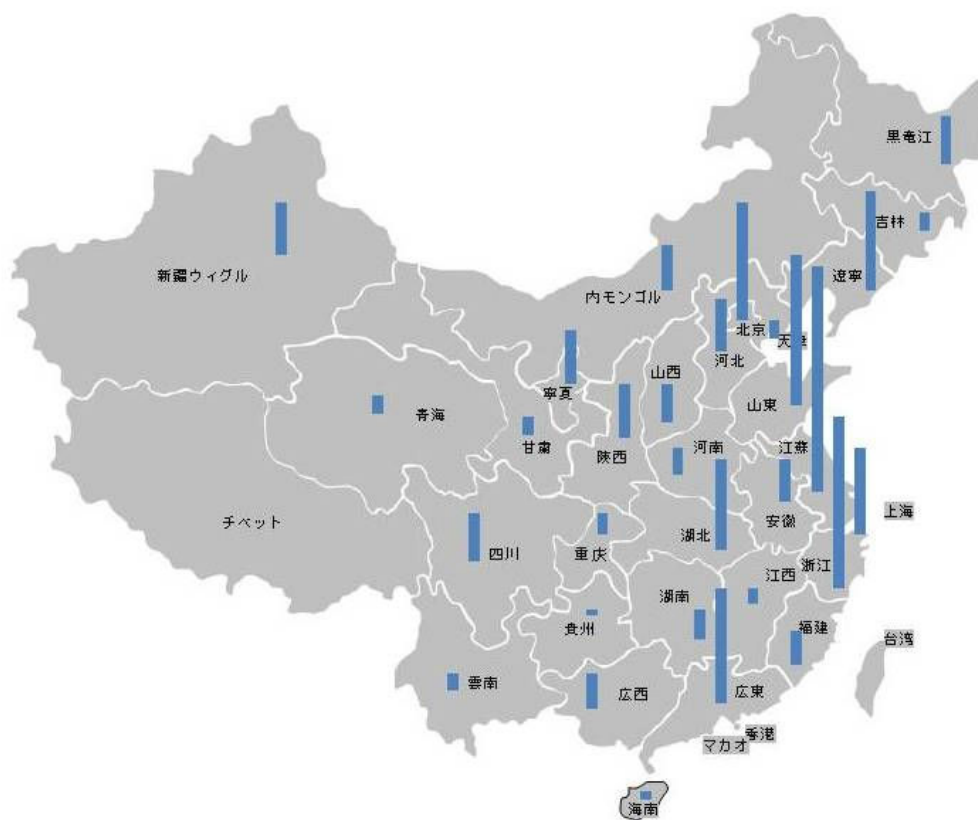 黒竜江
吉林
遼寧
新疆ウィグル
内モンゴル
北京
天津
河北
山西
寧夏
山東
青海
甘粛
陝西
河南
江蘇
チベット
四川
重庆
湖北
安徽
上海
浙江
江西
湖南
貴州
福建
台湾
雲南
広西
広東
香港
マカオ
海南